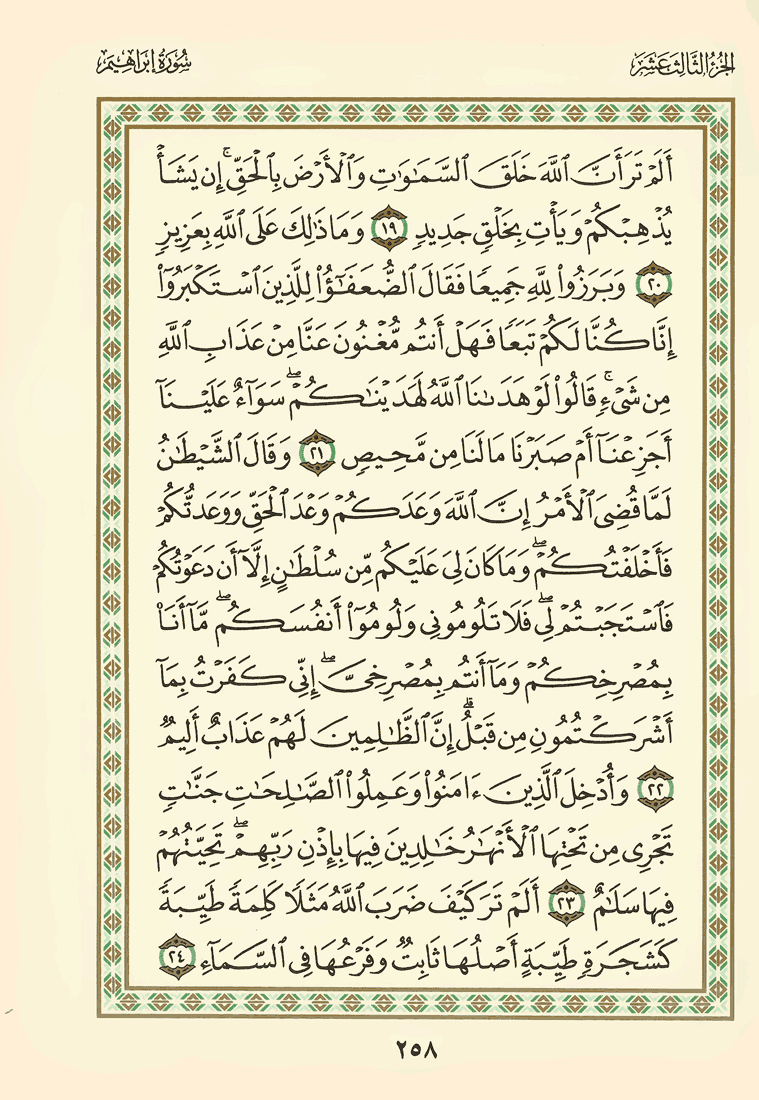 الجزء الثالث عشر
سورة إبراهيم
أَلَمْ تَرَ أَنَّ ٱللَّهَ خَلَقَ ٱلسَّمَٰوَٰتِ وَٱلْأَرْضَ بِٱلْحَقِّ ۚ إِن يَشَأْ
يُذْهِبْكُمْ وَيَأْتِ بِخَلْقٍ جَدِيدٍ ١٩ وَمَا ذَٰلِكَ عَلَى ٱللَّهِ بِعَزِيزٍ
٢٠ وَبَرَزُوا۟ لِلَّهِ جَمِيعًا فَقَالَ ٱلضُّعَفَٰٓؤُا۟ لِلَّذِينَ ٱسْتَكْبَرُوٓا۟
إِنَّا كُنَّا لَكُمْ تَبَعًا فَهَلْ أَنتُم مُّغْنُونَ عَنَّا مِنْ عَذَابِ ٱللَّهِ
مِن شَىْءٍ ۚ قَالُوا۟ لَوْ هَدَىٰنَا ٱللَّهُ لَهَدَيْنَٰكُمْ ۖ سَوَآءٌ عَلَيْنَآ
أَجَزِعْنَآ أَمْ صَبَرْنَا مَا لَنَا مِن مَّحِيصٍ ٢١ وَقَالَ ٱلشَّيْطَٰنُ
لَمَّا قُضِىَ ٱلْأَمْرُ إِنَّ ٱللَّهَ وَعَدَكُمْ وَعْدَ ٱلْحَقِّ وَوَعَدتُّكُمْ
فَأَخْلَفْتُكُمْ ۖ وَمَا كَانَ لِىَ عَلَيْكُم مِّن سُلْطَٰنٍ إِلَّآ أَن دَعَوْتُكُمْ
فَٱسْتَجَبْتُمْ لِى ۖ فَلَا تَلُومُونِى وَلُومُوٓا۟ أَنفُسَكُم ۖ مَّآ أَنَا۠
بِمُصْرِخِكُمْ وَمَآ أَنتُم بِمُصْرِخِىَّ ۖ إِنِّى كَفَرْتُ بِمَآ
أَشْرَكْتُمُونِ مِن قَبْلُ ۗ إِنَّ ٱلظَّٰلِمِينَ لَهُمْ عَذَابٌ أَلِيمٌ
٢٢ وَأُدْخِلَ ٱلَّذِينَ ءَامَنُوا۟ وَعَمِلُوا۟ ٱلصَّٰلِحَٰتِ جَنَّٰتٍ
تَجْرِى مِن تَحْتِهَا ٱلْأَنْهَٰرُ خَٰلِدِينَ فِيهَا بِإِذْنِ رَبِّهِمْ ۖ تَحِيَّتُهُمْ
فِيهَا سَلَٰمٌ ٢٣ أَلَمْ تَرَ كَيْفَ ضَرَبَ ٱللَّهُ مَثَلًا كَلِمَةً طَيِّبَةً
كَشَجَرَةٍ طَيِّبَةٍ أَصْلُهَا ثَابِتٌ وَفَرْعُهَا فِى ٱلسَّمَآءِ ٢٤
٢٥٨